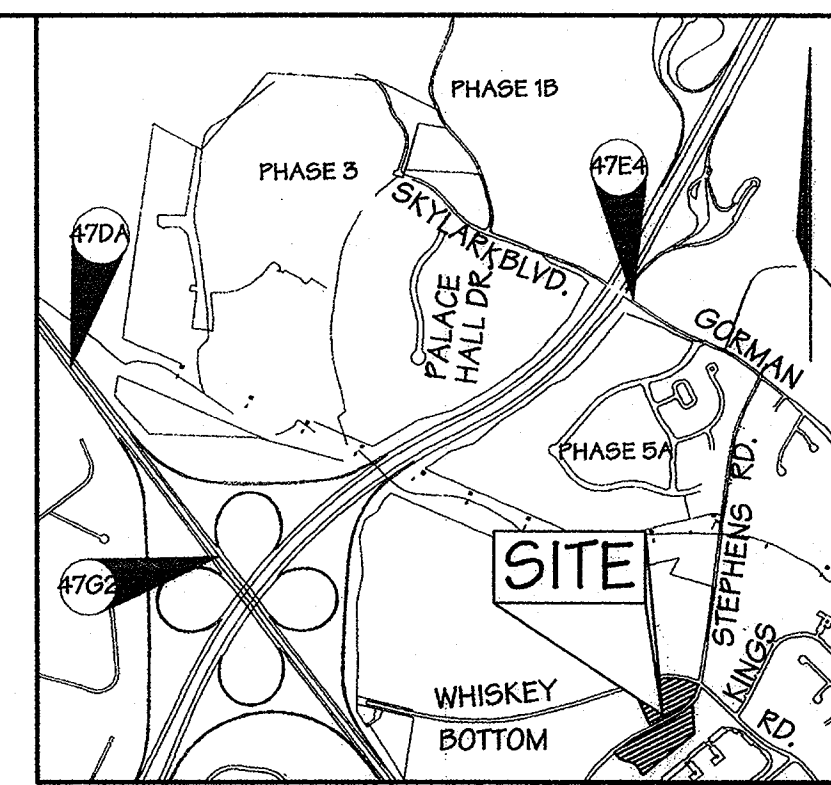 PHASE 1B
PHASE 3
47E4
47DA
SKYLARK BLVD.
PALACE
HALL DR.
GORMAN
PHASE 5A
STEPHENS RD.
SITE
47G2
KINGS
RD.
WHISKEY
BOTTOM